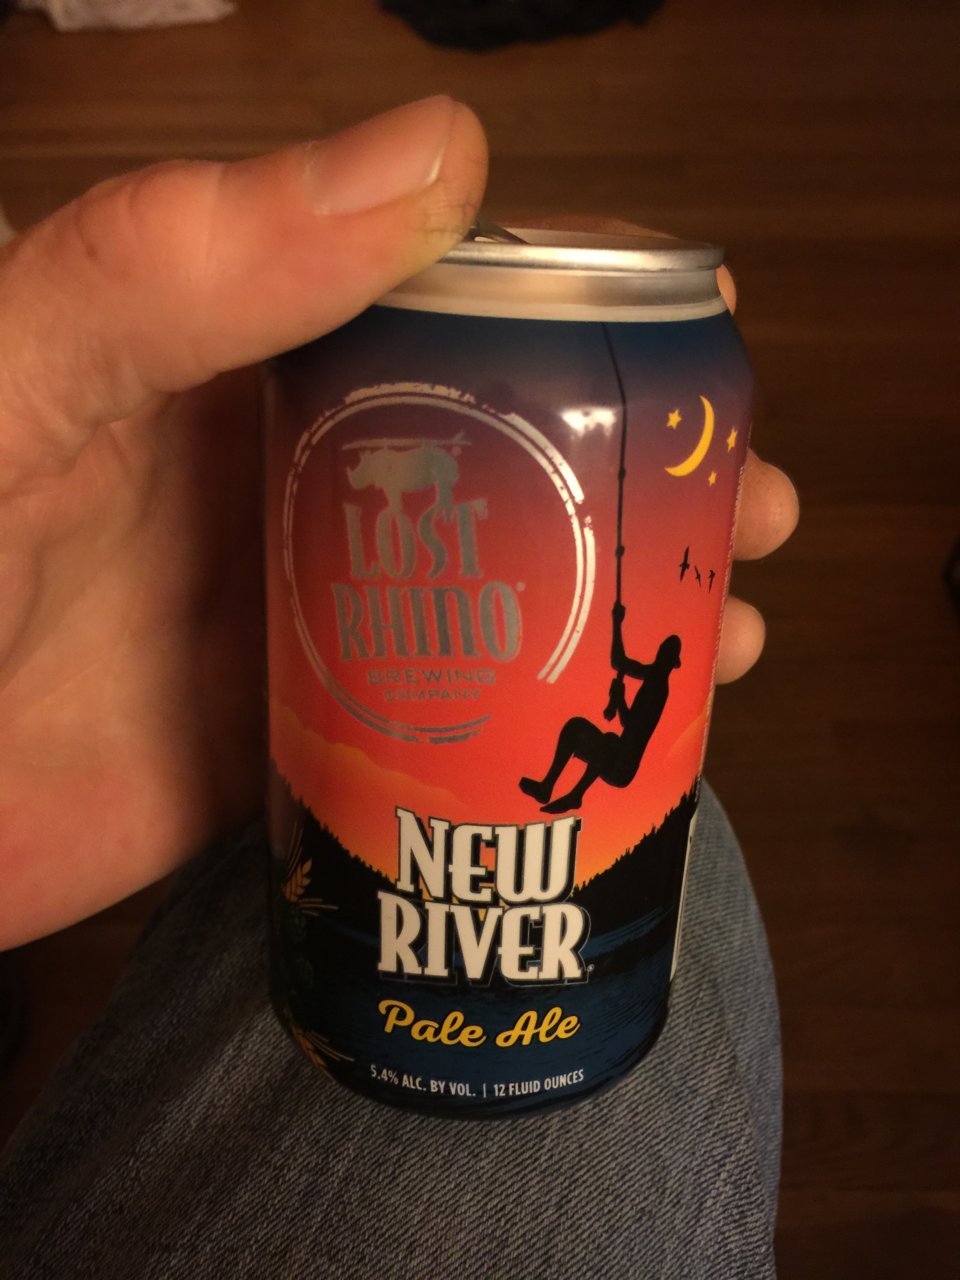 LOST
RHINO®
BREWING
COMPANY
NEW
RIVER®
Pale Ale
5.4% ALC. BY VOL. | 12 FLUID OUNCES